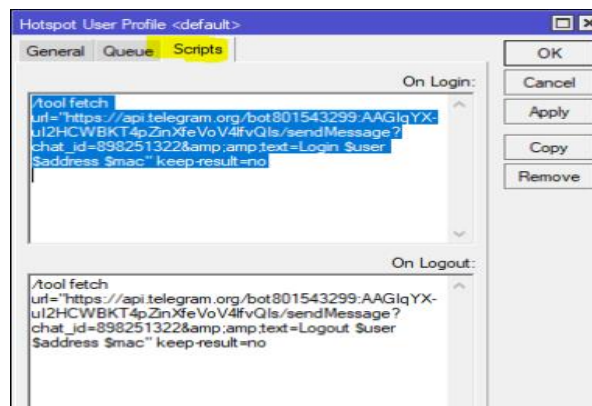 Hotspot User Profile <default>
General Queue Scripts
OK
On Login:
Cancel
/tool fetch
url="https://api.telegram.org/bot801543299:AAGlqYX-
uI2HCWBKT4pZinXfeVoV4lfvQIs/sendMessage?
chat_id=898251322&amp;amp;text=Login $user
$address $mac" keep-result=no
Apply
Copy
Remove
On Logout:
/tool fetch
url="https://api.telegram.org/bot801543299:AAGlqYX-
uI2HCWBKT4pZinXfeVoV4lfvQIs/sendMessage?
chat_id=898251322&amp;amp;text=Logout $user
$address $mac" keep-result=no